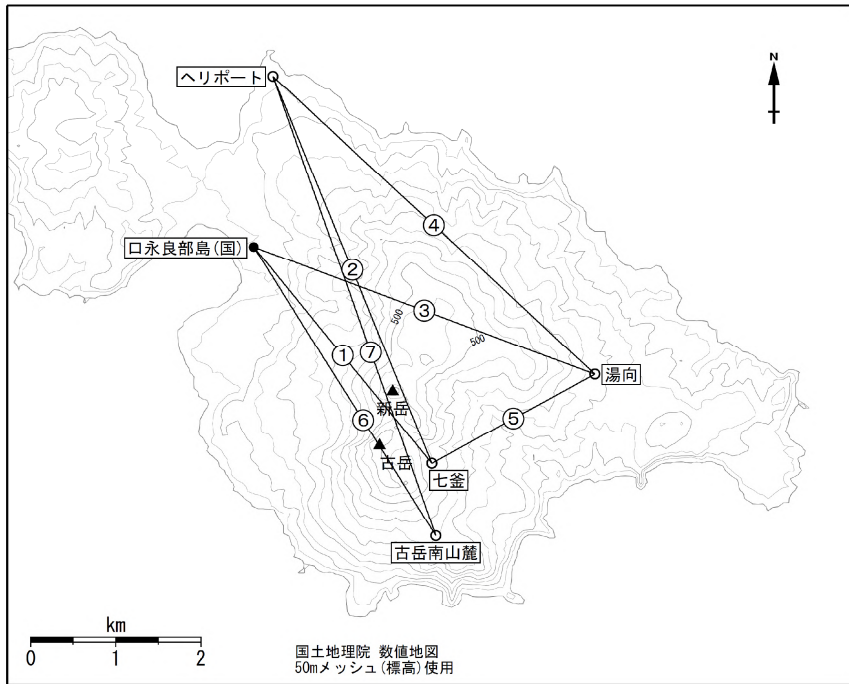 N
ヘリポート
④
口永良部島(国)
②
500
③
500
①
⑦
湯向
新岳
⑥
⑤
古岳
七釜
古岳南山麓
km
0 1 2
国土地理院 数値地図
50mメッシュ(標高)使用